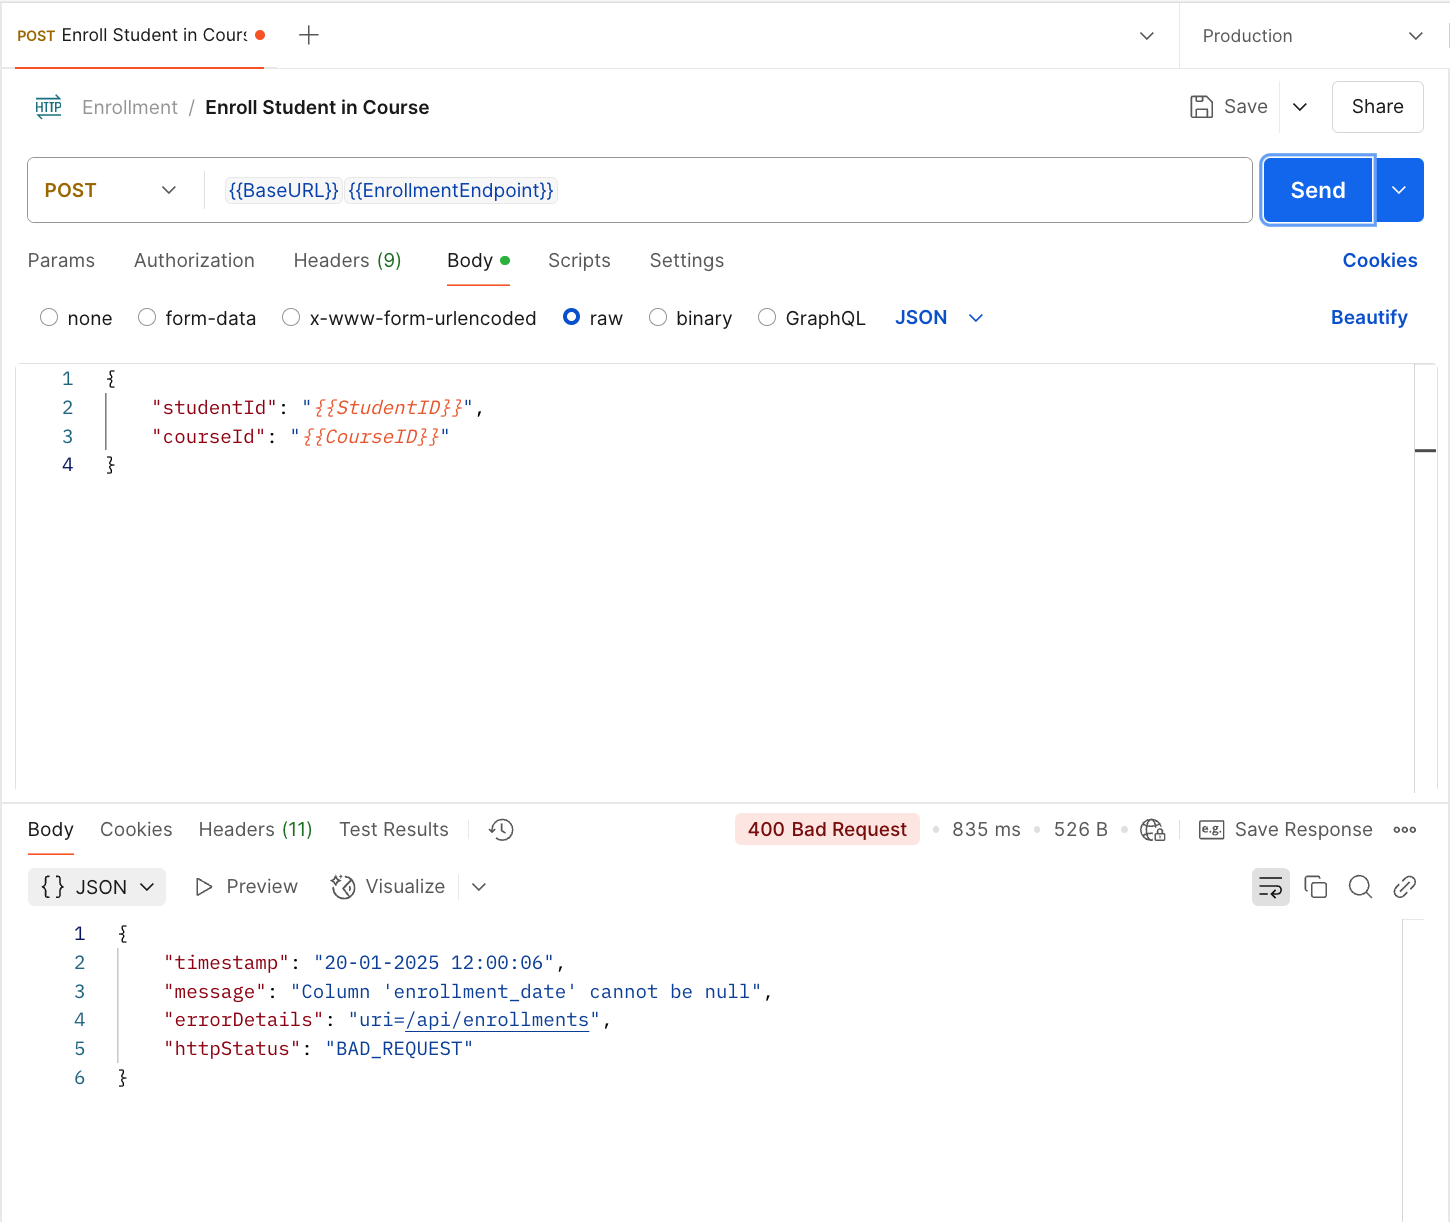 POST Enroll Student in Cours
Production
HTTP Enrollment / Enroll Student in Course Save Share
POST {{BaseURL}} {{EnrollmentEndpoint}} Send
Params Authorization Headers (9) Body Scripts Settings Cookies
none form-data x-www-form-urlencoded raw binary GraphQL JSON Beautify
1 {
2 "studentId": "{{StudentID}}",
3 "courseId": "{{CourseID}}"
4 }
Body Cookies Headers (11) Test Results 400 Bad Request 835 ms 526 B e.g. Save Response
{ } JSON Preview Visualize
1 {
2 "timestamp": "20-01-2025 12:00:06",
3 "message": "Column 'enrollment_date' cannot be null",
4 "errorDetails": "uri=/api/enrollments",
5 "httpStatus": "BAD_REQUEST"
6 }